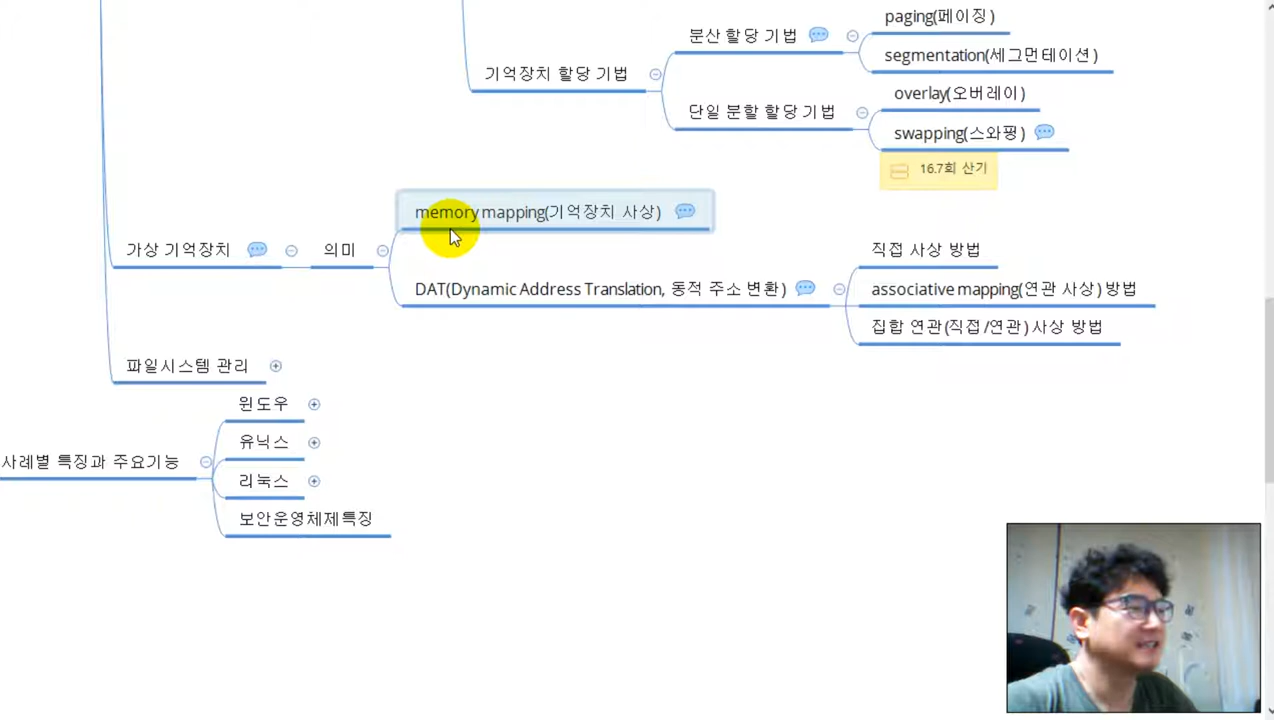 paging(페이징)
분산 할당 기법
segmentation(세그먼테이션)
기억장치 할당 기법
overlay(오버레이)
단일 분할 할당 기법
swapping(스와핑)
16.7회 산기
memory mapping(기억장치 사상)
가상 기억장치
의미
직접 사상 방법
DAT(Dynamic Address Translation, 동적 주소 변환)
associative mapping(연관 사상) 방법
집합 연관(직접/연관) 사상 방법
파일시스템 관리
윈도우
유닉스
사례별 특징과 주요기능
리눅스
보안운영체제특징